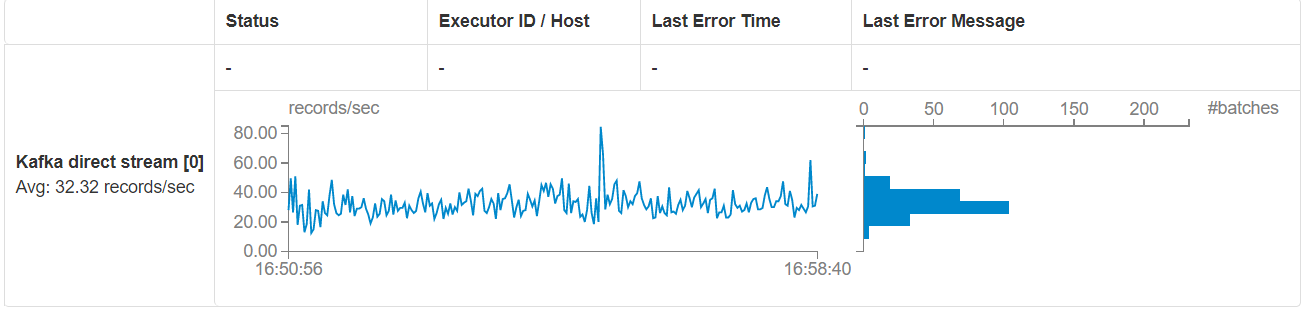 Status Executor ID / Host Last Error Time Last Error Message
- - - -
Kafka direct stream [0]
Avg: 32.32 records/sec
records/sec
80.00
60.00
40.00
20.00
0.00
16:50:56 16:58:40
0 50 100 150 200 #batches